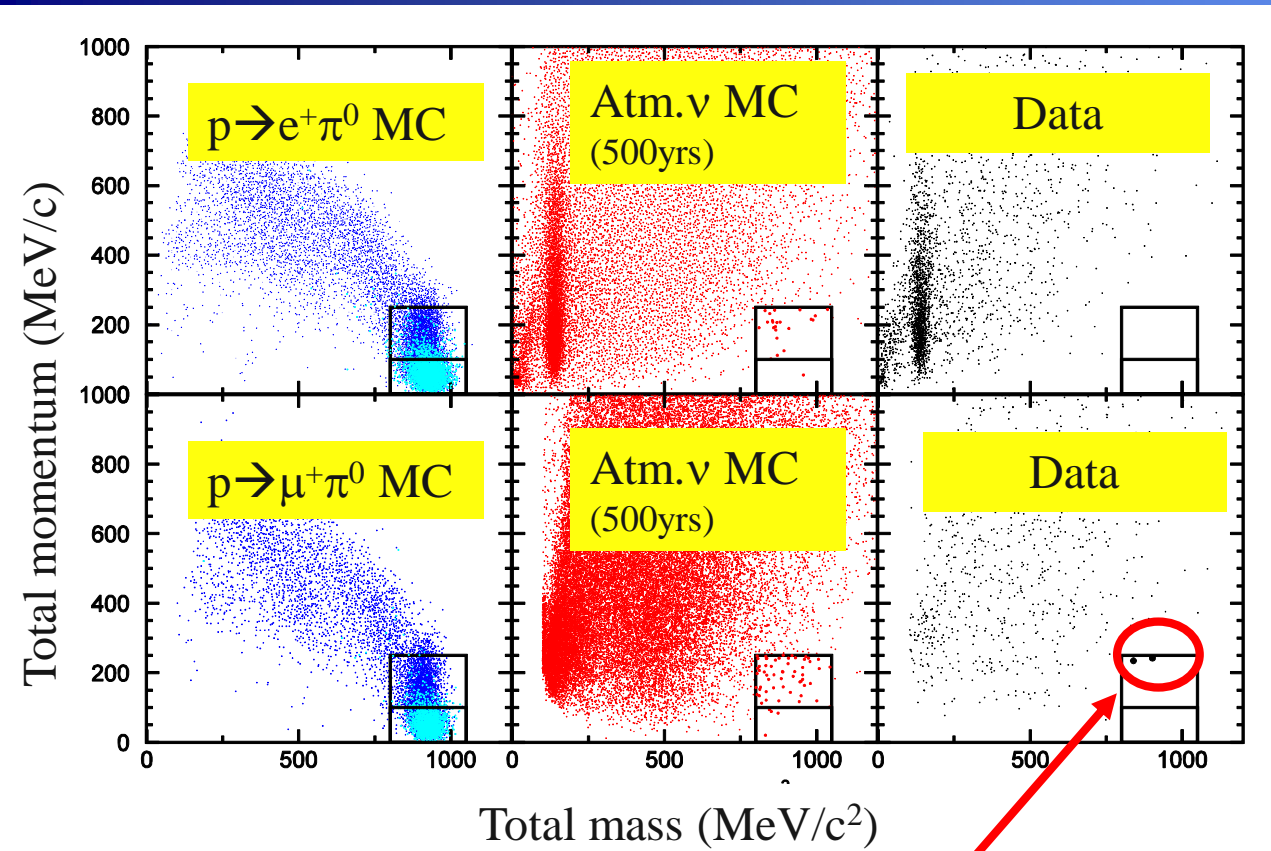 p→e⁺π⁰ MC
Atm.ν MC
(500yrs)
Data
1000
800
600
400
200
1000
p→μ⁺π⁰ MC
Atm.ν MC
(500yrs)
Data
800
600
400
200
0
0 500 1000 0 500 1000 0 500 1000
Total momentum (MeV/c)
Total mass (MeV/c²)